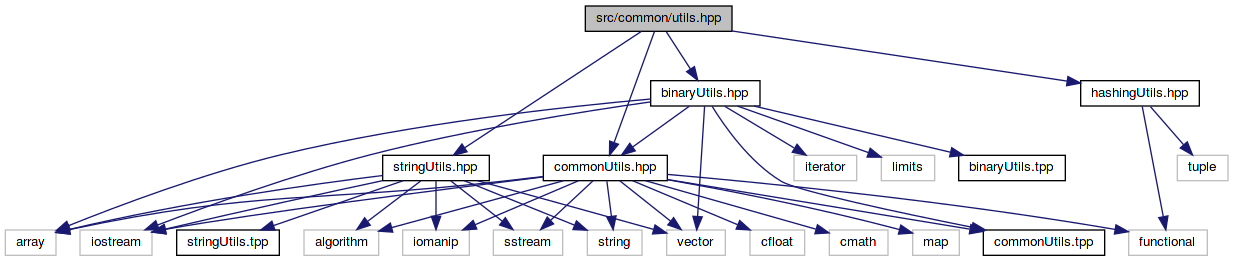 src/common/utils.hpp
binaryUtils.hpp
hashingUtils.hpp
stringUtils.hpp
commonUtils.hpp
iterator
limits
binaryUtils.tpp
tuple
array
iostream
stringUtils.tpp
algorithm
iomanip
sstream
string
vector
cfloat
cmath
map
commonUtils.tpp
functional